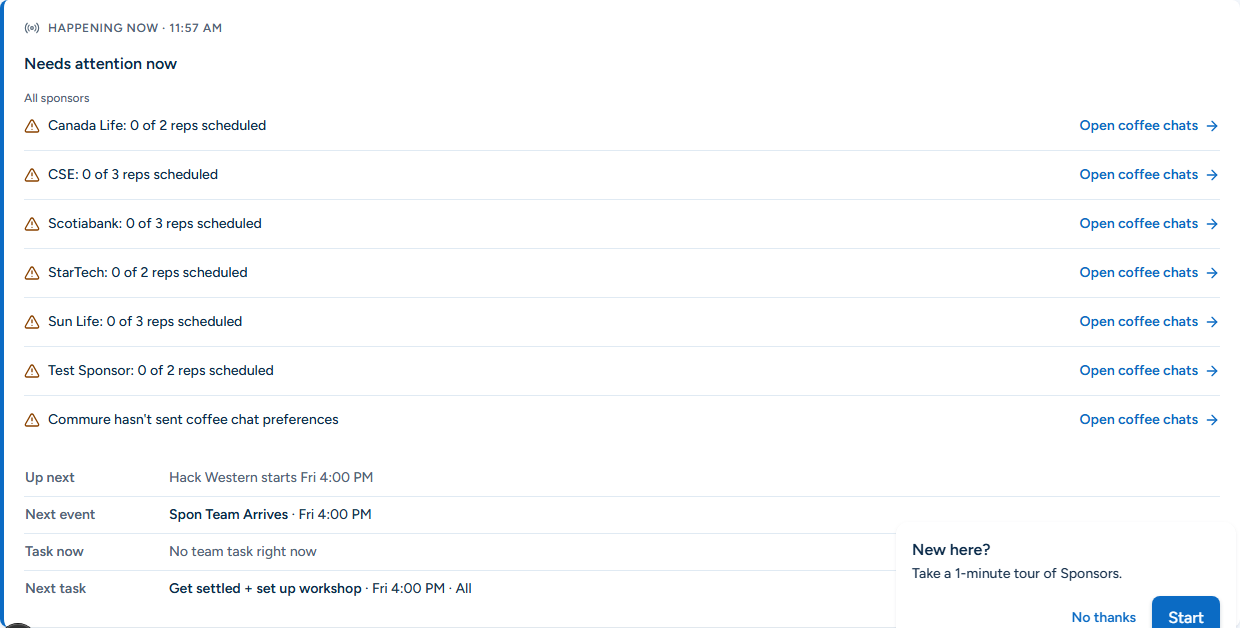 HAPPENING NOW · 11:57 AM
Needs attention now
All sponsors
Canada Life: 0 of 2 reps scheduled Open coffee chats →
CSE: 0 of 3 reps scheduled Open coffee chats →
Scotiabank: 0 of 3 reps scheduled Open coffee chats →
StarTech: 0 of 2 reps scheduled Open coffee chats →
Sun Life: 0 of 3 reps scheduled Open coffee chats →
Test Sponsor: 0 of 2 reps scheduled Open coffee chats →
Commure hasn't sent coffee chat preferences Open coffee chats →
Up next Hack Western starts Fri 4:00 PM
Next event Spon Team Arrives · Fri 4:00 PM
Task now No team task right now
Next task Get settled + set up workshop · Fri 4:00 PM · All
New here?
Take a 1-minute tour of Sponsors.
No thanks Start